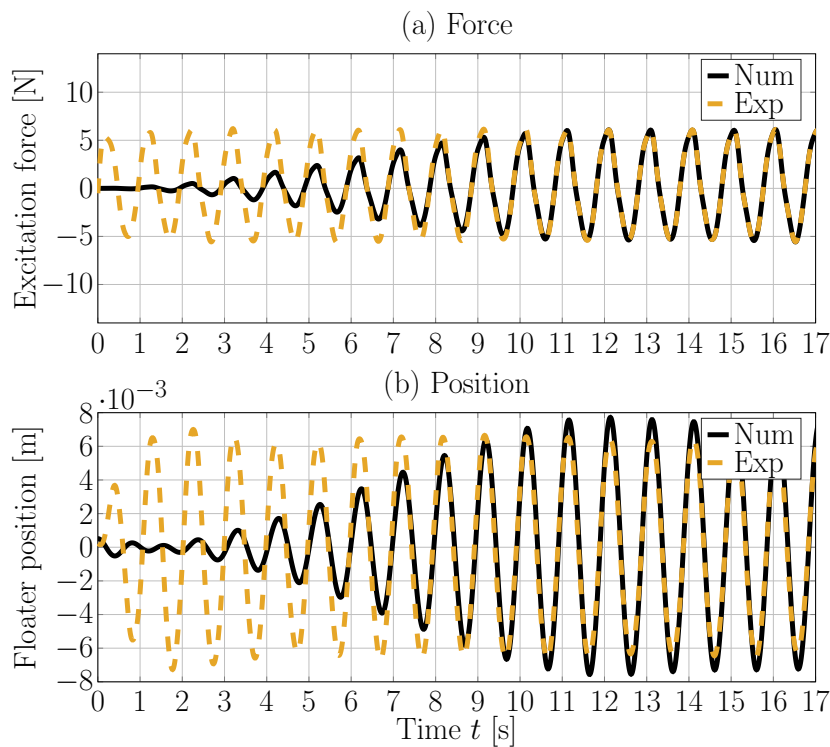 (a) Force
Excitation force [N]
10
5
0
−5
−10
Num
Exp
0 1 2 3 4 5 6 7 8 9 10 11 12 13 14 15 16 17
(b) Position
·10−3
Floater position [m]
8
6
4
2
0
−2
−4
−6
−8
Num
Exp
0 1 2 3 4 5 6 7 8 9 10 11 12 13 14 15 16 17
Time t [s]